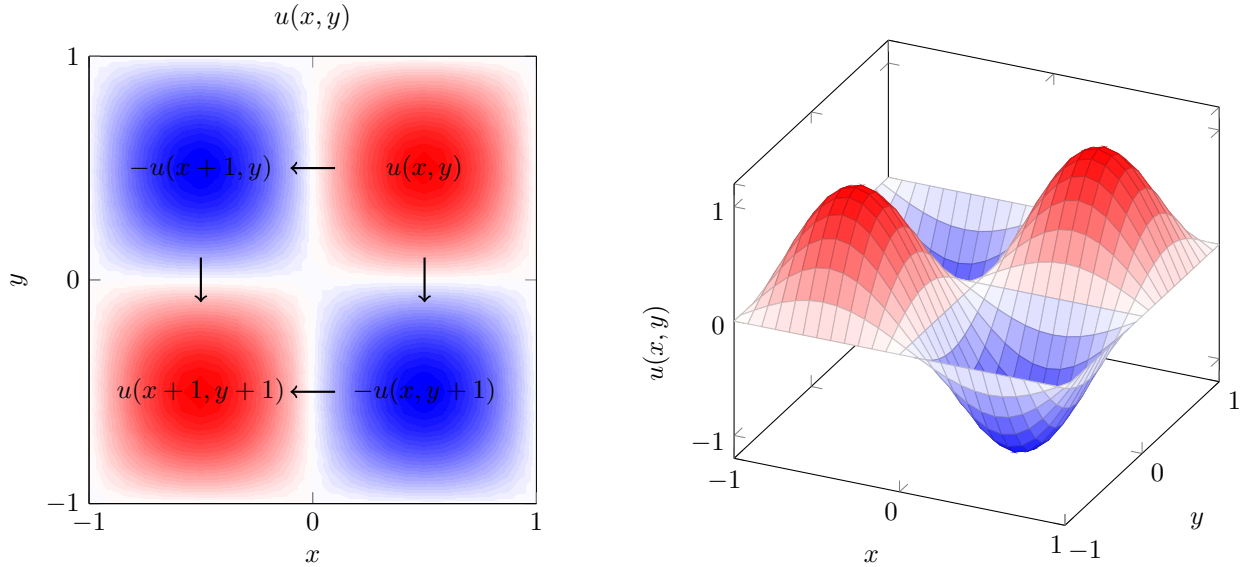 u(x, y)
1
0
−1
y
−u(x + 1, y)
u(x, y)
u(x + 1, y + 1)
−u(x, y + 1)
−1
0
1
x
u(x, y)
1
0
−1
−1
0
1
x
−1
0
1
y